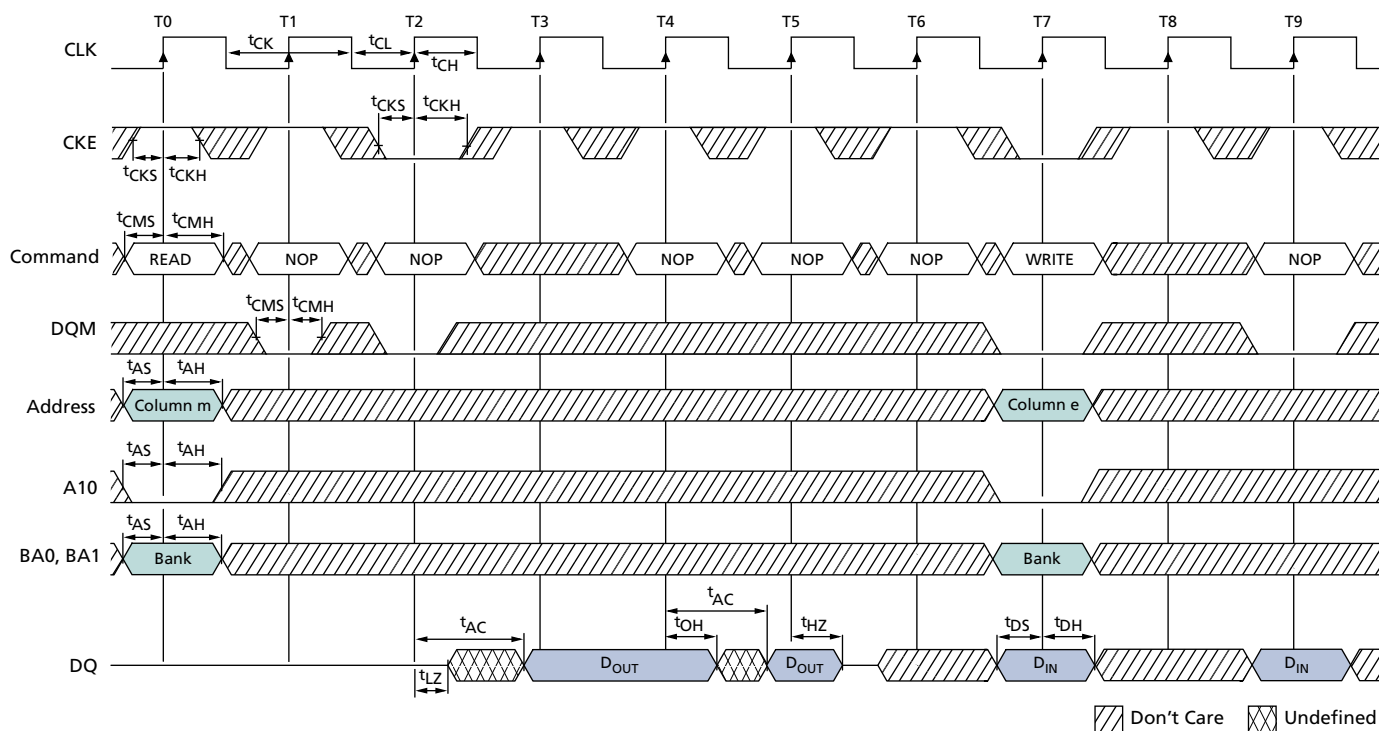 T0 T1 T2 T3 T4 T5 T6 T7 T8 T9
CLK
tCK tCL
tCH
CKE
tCKS tCKH
tCKS tCKH
tCMS tCMH
Command READ NOP NOP NOP NOP NOP WRITE NOP
DQM
tCMS tCMH
tAS tAH
Address Column m Column e
tAS tAH
A10
tAS tAH
BA0, BA1 Bank Bank
tAC tAC
tOH tHZ tDS tDH
DQ DOUT DOUT DIN DIN
tLZ
Don't Care Undefined